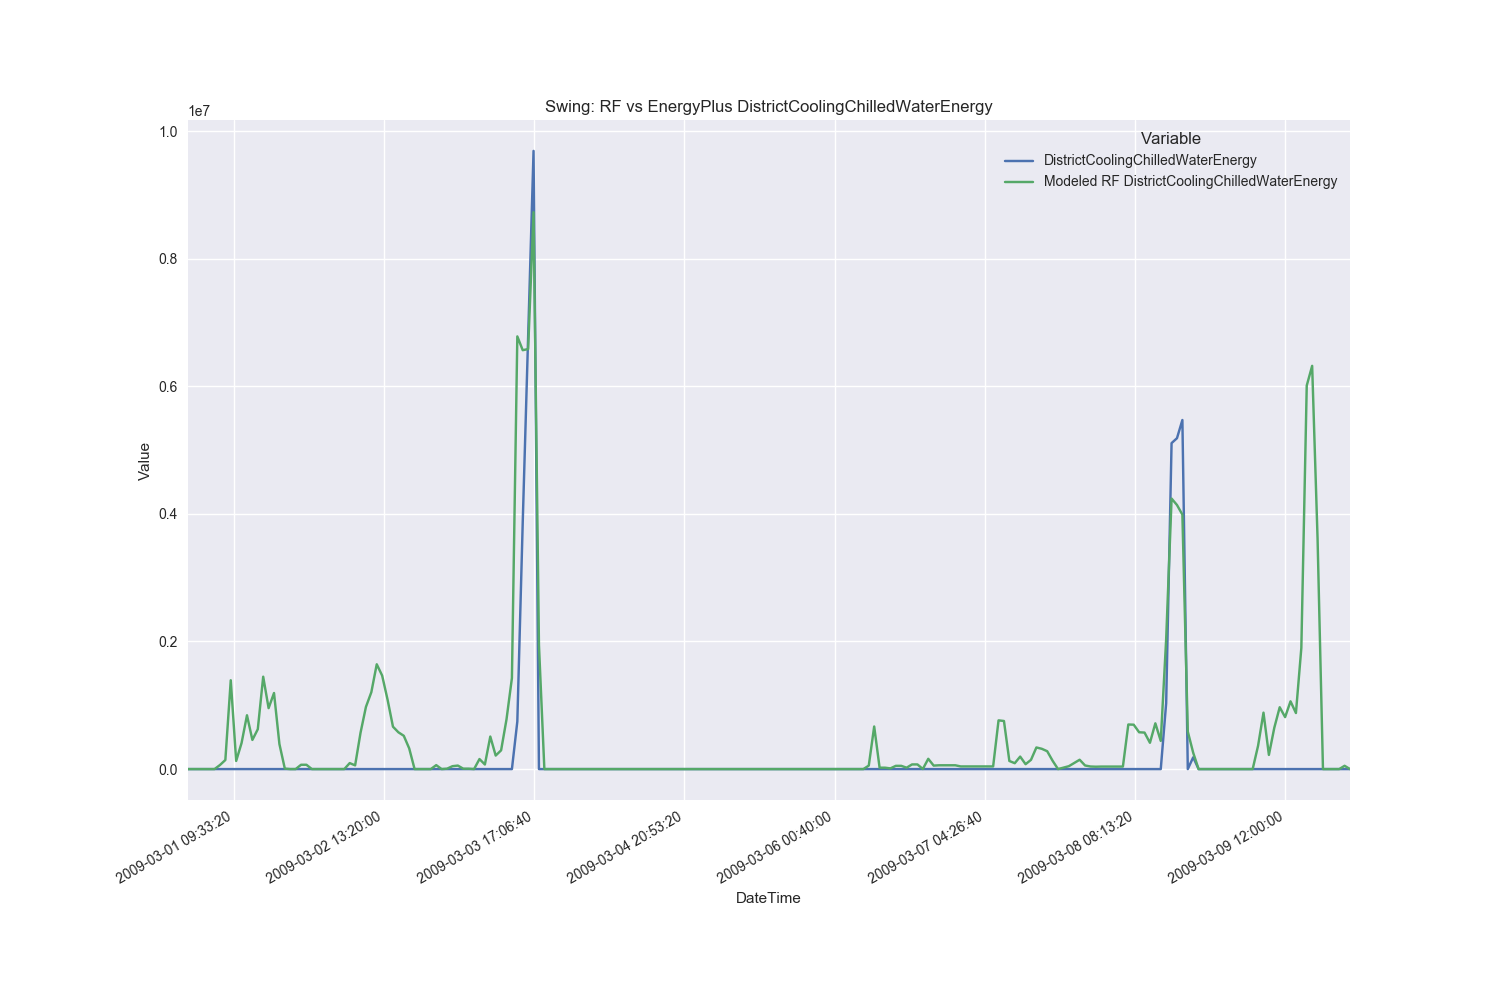 Swing: RF vs EnergyPlus DistrictCoolingChilledWaterEnergy
1e7
Variable
DistrictCoolingChilledWaterEnergy
Modeled RF DistrictCoolingChilledWaterEnergy
1.0
0.8
0.6
0.4
0.2
0.0
Value
2009-03-01 09:33:20
2009-03-02 13:20:00
2009-03-03 17:06:40
2009-03-04 20:53:20
2009-03-06 00:40:00
2009-03-07 04:26:40
2009-03-08 08:13:20
2009-03-09 12:00:00
DateTime